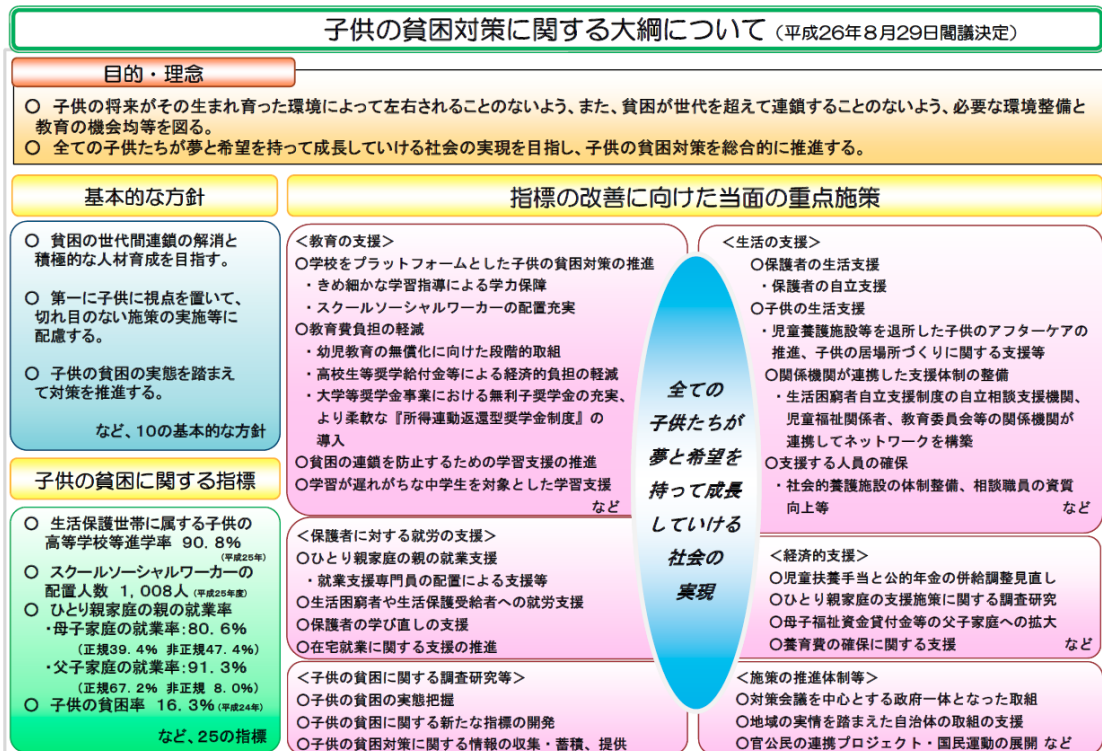 子供の貧困対策に関する大綱について(平成26年8月29日閣議決定)
目的・理念
○ 子供の将来がその生まれ育った環境によって左右されることのないよう、また、貧困が世代を超えて連鎖することのないよう、必要な環境整備と
教育の機会均等を図る。
○ 全ての子供たちが夢と希望を持って成長していける社会の実現を目指し、子供の貧困対策を総合的に推進する。
基本的な方針
○ 貧困の世代間連鎖の解消と
積極的な人材育成を目指す。
○ 第一に子供に視点を置いて、
切れ目のない施策の実施等に
配慮する。
○ 子供の貧困の実態を踏まえ
て対策を推進する。
など、10の基本的な方針
子供の貧困に関する指標
○ 生活保護世帯に属する子供の
高等学校等進学率 90.8%
(平成25年)
○ スクールソーシャルワーカーの
配置人数 1,008人(平成25年度)
○ ひとり親家庭の親の就業率
・母子家庭の就業率:80.6%
(正規39.4% 非正規47.4%)
・父子家庭の就業率:91.3%
(正規67.2% 非正規 8.0%)
○ 子供の貧困率 16.3%(平成24年)
など、25の指標
指標の改善に向けた当面の重点施策
<教育の支援>
○学校をプラットフォームとした子供の貧困対策の推進
・きめ細かな学習指導による学力保障
・スクールソーシャルワーカーの配置充実
○教育費負担の軽減
・幼児教育の無償化に向けた段階的取組
・高校生等奨学給付金等による経済的負担の軽減
・大学等奨学金事業における無利子奨学金の充実、
より柔軟な『所得連動返還型奨学金制度』の
導入
○貧困の連鎖を防止するための学習支援の推進
○学習が遅れがちな中学生を対象とした学習支援
など
<保護者に対する就労の支援>
○ひとり親家庭の親の就業支援
・就業支援専門員の配置による支援等
○生活困窮者や生活保護受給者への就労支援
○保護者の学び直しの支援
○在宅就業に関する支援の推進
<子供の貧困に関する調査研究等>
○子供の貧困の実態把握
○子供の貧困に関する新たな指標の開発
○子供の貧困対策に関する情報の収集・蓄積、提供
全ての
子供たちが
夢と希望を
持って成長
していける
社会の
実現
<生活の支援>
○保護者の生活支援
・保護者の自立支援
○子供の生活支援
・児童養護施設等を退所した子供のアフターケアの
推進、子供の居場所づくりに関する支援等
○関係機関が連携した支援体制の整備
・生活困窮者自立支援制度の自立相談支援機関、
児童福祉関係者、教育委員会等の関係機関が
連携してネットワークを構築
○支援する人員の確保
・社会的養護施設の体制整備、相談職員の資質
向上等 など
<経済的支援>
○児童扶養手当と公的年金の併給調整見直し
○ひとり親家庭の支援施策に関する調査研究
○母子福祉資金貸付金等の父子家庭への拡大
○養育費の確保に関する支援 など
<施策の推進体制等>
○対策会議を中心とする政府一体となった取組
○地域の実情を踏まえた自治体の取組の支援
○官公民の連携プロジェクト・国民運動の展開 など